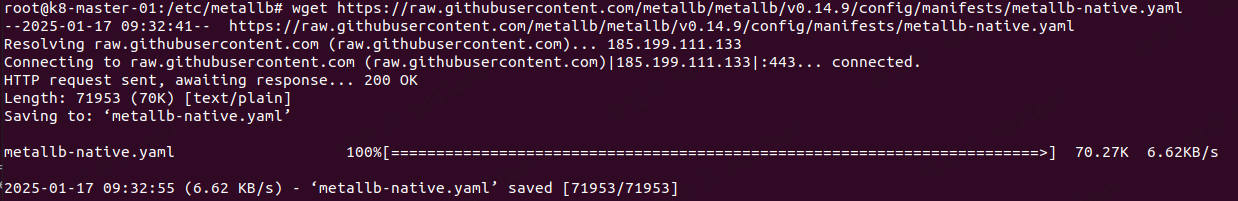 root@k8-master-01:/etc/metallb# wget https://raw.githubusercontent.com/metallb/metallb/v0.14.9/config/manifests/metallb-native.yaml
--2025-01-17 09:32:41--  https://raw.githubusercontent.com/metallb/metallb/v0.14.9/config/manifests/metallb-native.yaml
Resolving raw.githubusercontent.com (raw.githubusercontent.com)... 185.199.111.133
Connecting to raw.githubusercontent.com (raw.githubusercontent.com)|185.199.111.133|:443... connected.
HTTP request sent, awaiting response... 200 OK
Length: 71953 (70K) [text/plain]
Saving to: ‘metallb-native.yaml’
metallb-native.yaml 100%[========================================================================>] 70.27K 6.62KB/s
2025-01-17 09:32:55 (6.62 KB/s) - ‘metallb-native.yaml’ saved [71953/71953]